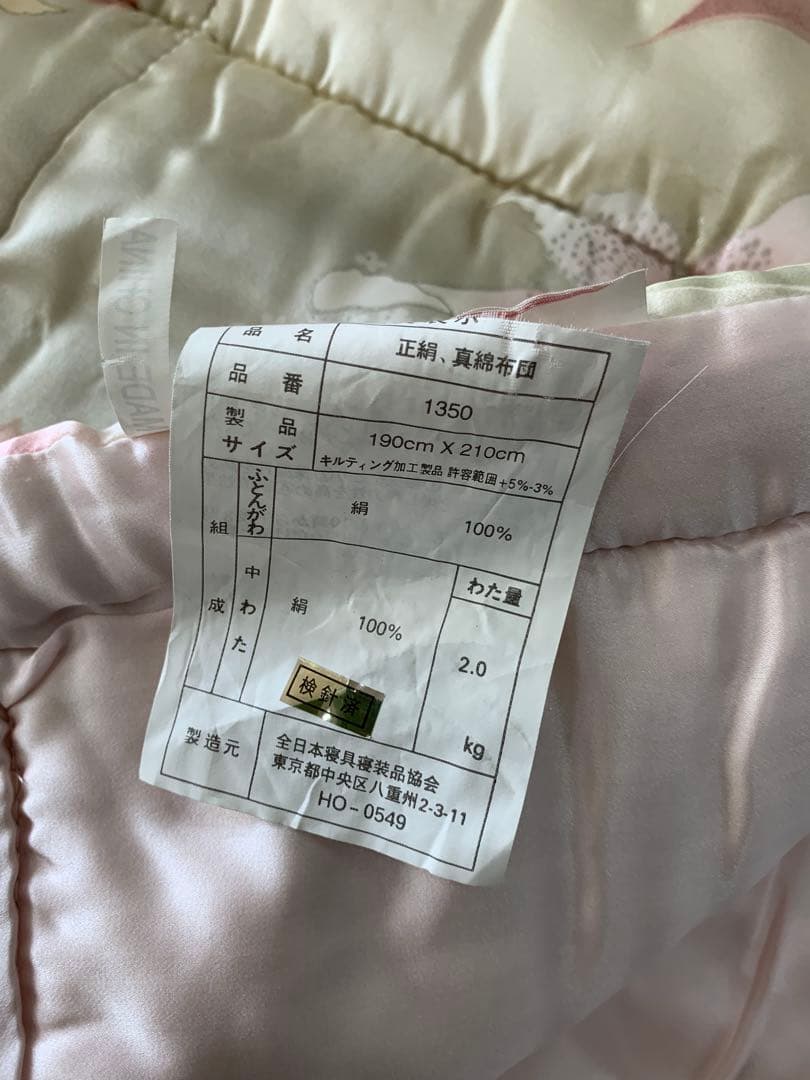 品名 正絹、真綿布団
品番 1350
製品サイズ 190cm X 210cm
キルティング加工製品 許容範囲+5%-3%
組成 ふとんがわ 絹 100%
中わた 絹 100% わた量 2.0 kg
検針済
製造元 全日本寝具寝装品協会
東京都中央区八重州2-3-11
HO-0549
MADE IN CHINA